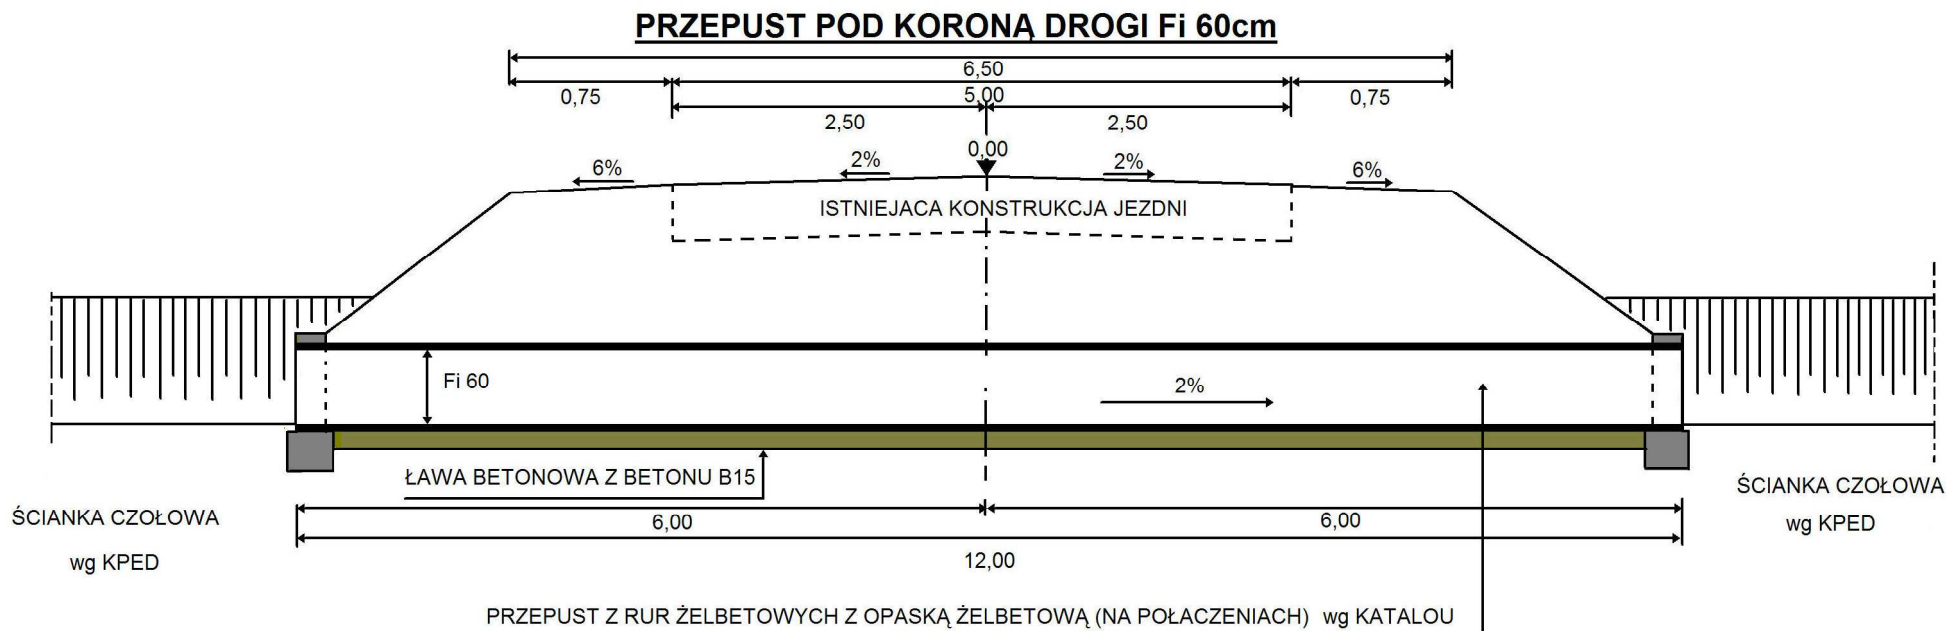 PRZEPUST POD KORONĄ DROGI Fi 60cm
6,50
0,75
5,00
0,75
2,50
2,50
0,00
6%
2%
2%
6%
ISTNIEJACA KONSTRUKCJA JEZDNI
Fi 60
2%
ŁAWA BETONOWA Z BETONU B15
ŚCIANKA CZOŁOWA
wg KPED
ŚCIANKA CZOŁOWA
wg KPED
6,00
6,00
12,00
PRZEPUST Z RUR ŻELBETOWYCH Z OPASKĄ ŻELBETOWĄ (NA POŁACZENIACH) wg KATALOU